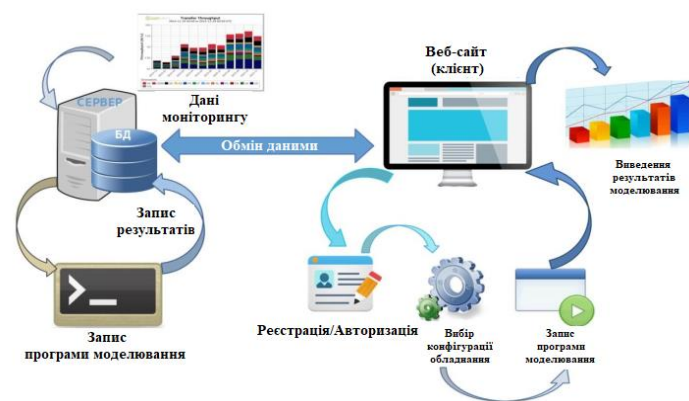 СЕРВЕР
БД
Дані
моніторингу
Обмін даними
Запис
результатів
Запис
програми моделювання
Веб-сайт
(клієнт)
Виведення
результатів
моделювання
Реєстрація/Авторизація
Вибір
конфігурації
обладнання
Запис
програми
моделювання